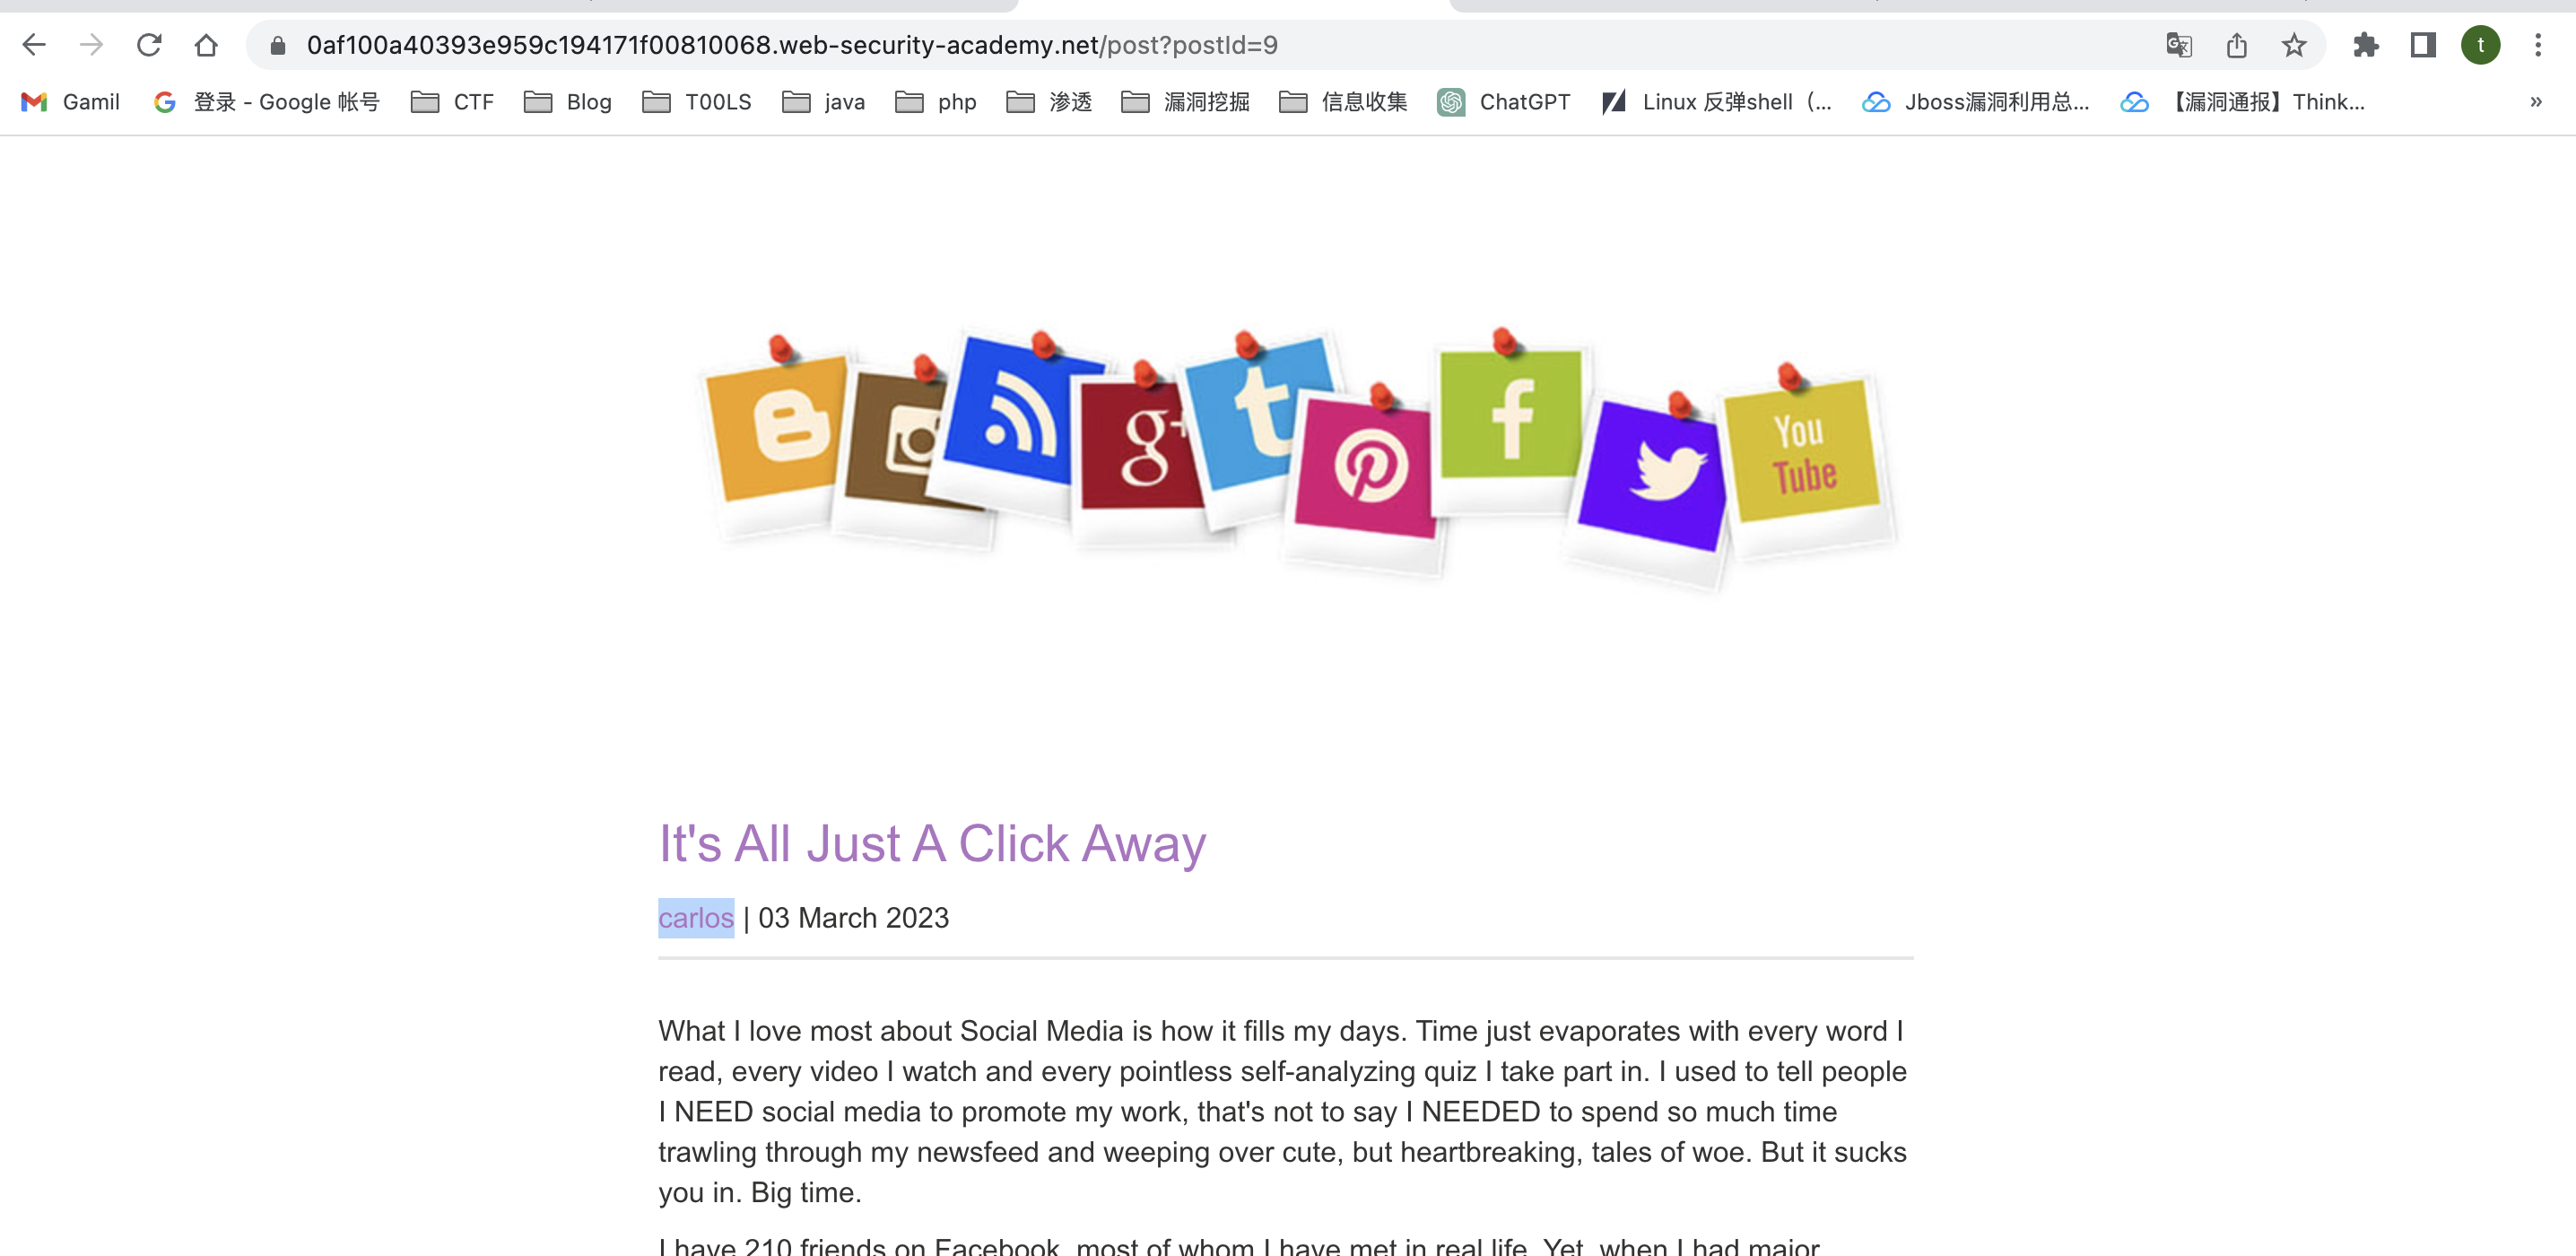 0af100a40393e959c194171f00810068.web-security-academy.net/post?postId=9
t
Gamil 登录 - Google 帐号 CTF Blog T00LS java php 渗透 漏洞挖掘 信息收集 ChatGPT Linux 反弹shell（... Jboss漏洞利用总... 【漏洞通报】Think... »
g+
t
f
You
Tube
It's All Just A Click Away
carlos | 03 March 2023
What I love most about Social Media is how it fills my days. Time just evaporates with every word I
read, every video I watch and every pointless self-analyzing quiz I take part in. I used to tell people
I NEED social media to promote my work, that's not to say I NEEDED to spend so much time
trawling through my newsfeed and weeping over cute, but heartbreaking, tales of woe. But it sucks
you in. Big time.
I have 210 friends on Facebook, most of whom I have met in real life. Yet, when I had major